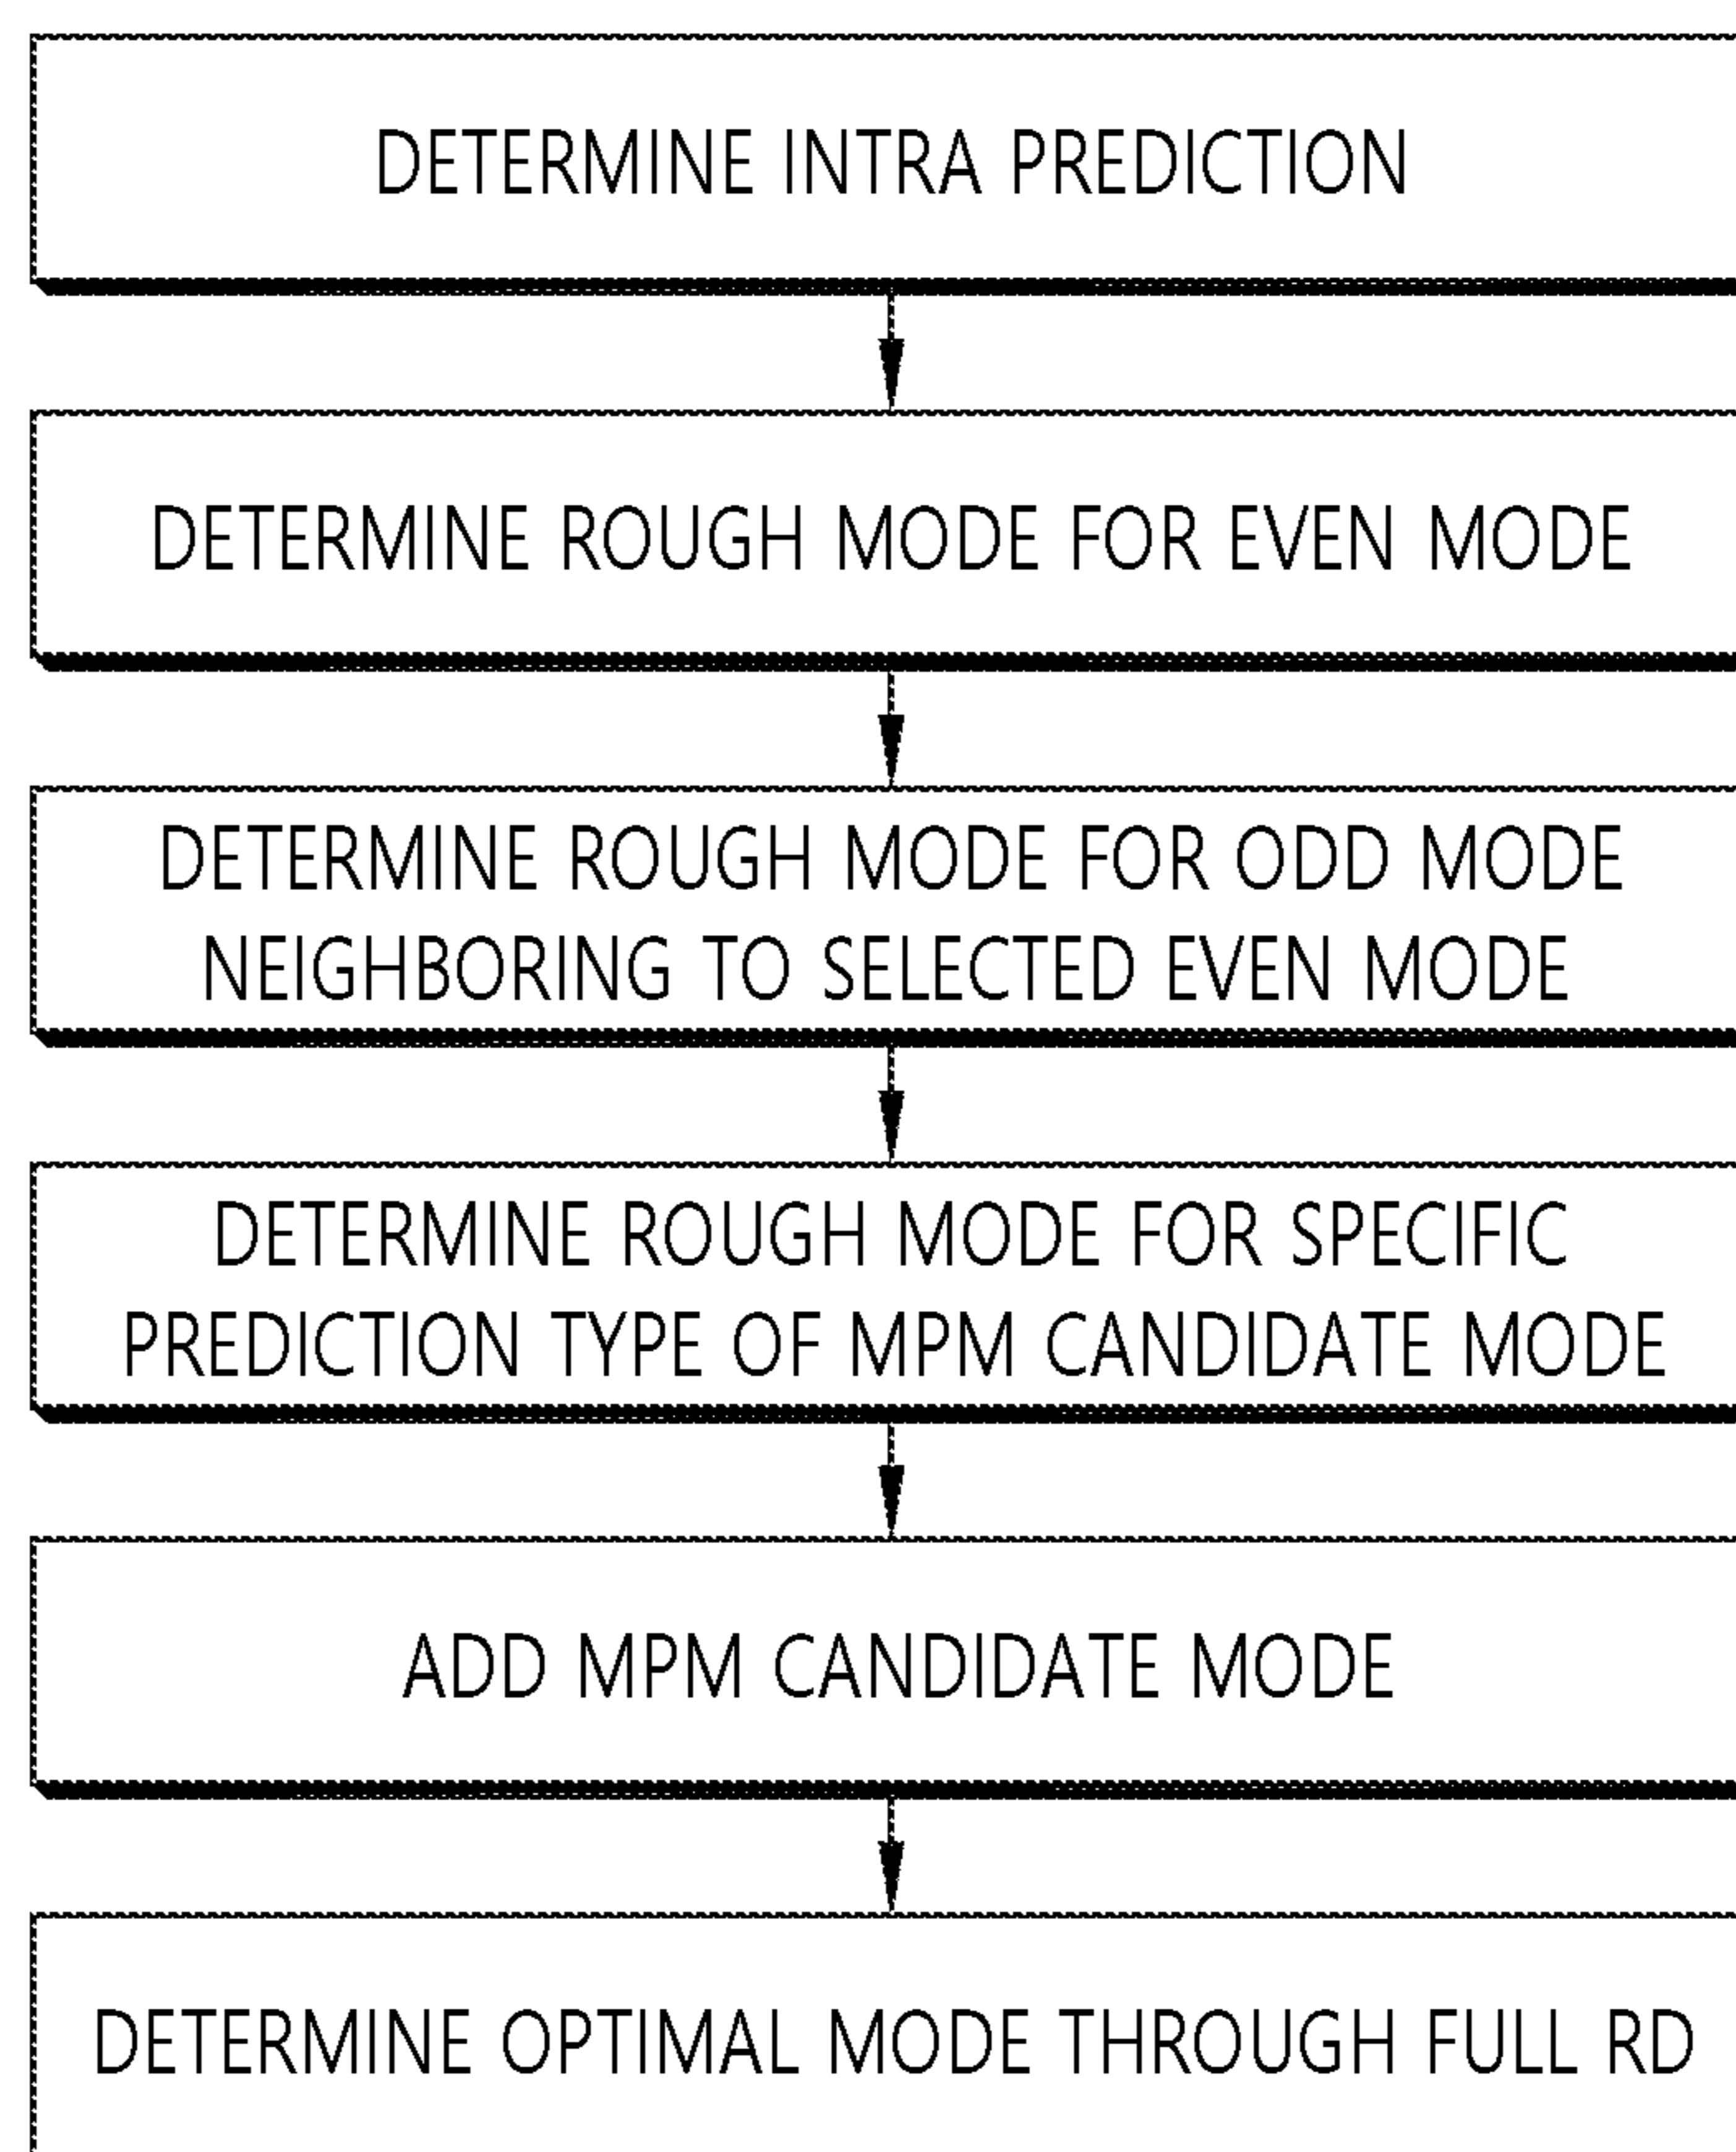 DETERMINE INTRA PREDICTION
DETERMINE ROUGH MODE FOR EVEN MODE
DETERMINE ROUGH MODE FOR ODD MODE
NEIGHBORING TO SELECTED EVEN MODE
DETERMINE ROUGH MODE FOR SPECIFIC
PREDICTION TYPE OF MPM CANDIDATE MODE
ADD MPM CANDIDATE MODE
DETERMINE OPTIMAL MODE THROUGH FULL RD